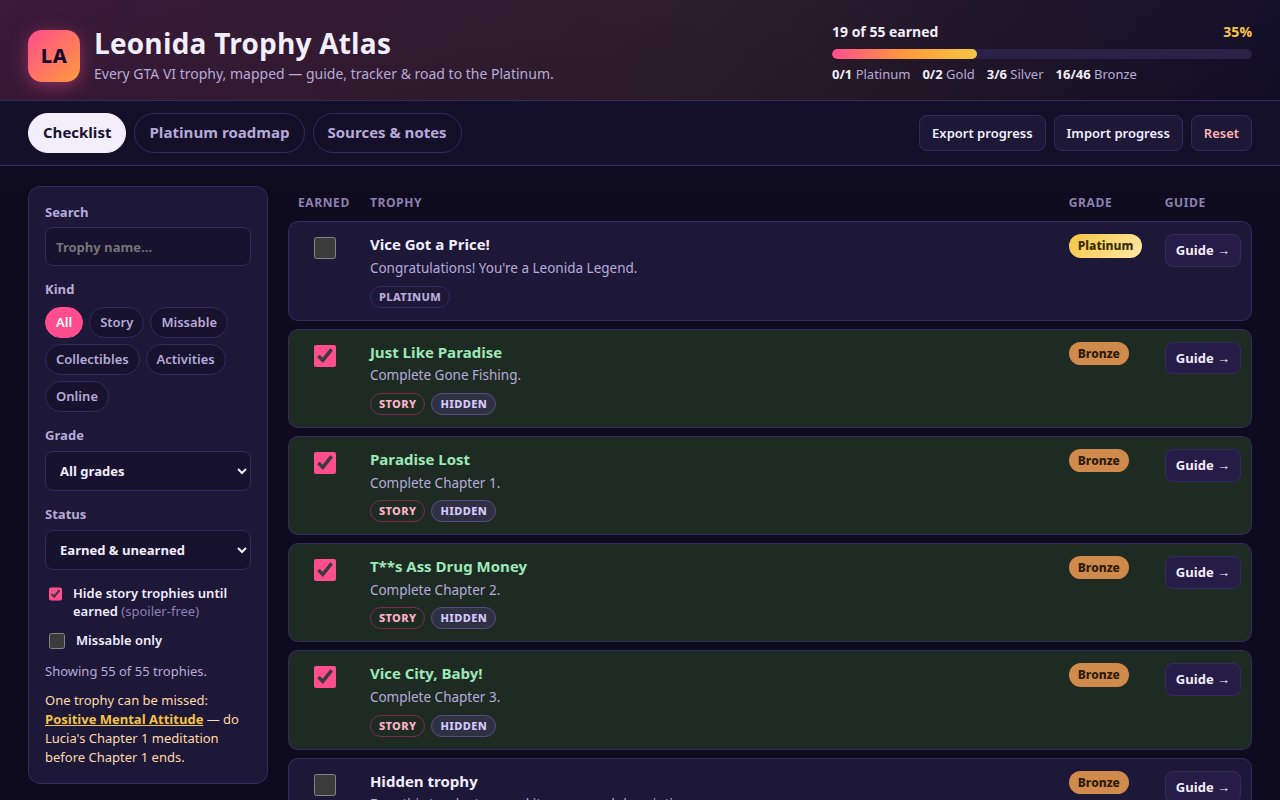 LA
Leonida Trophy Atlas
Every GTA VI trophy, mapped — guide, tracker & road to the Platinum.
19 of 55 earned 35%
0/1 Platinum 0/2 Gold 3/6 Silver 16/46 Bronze
Checklist Platinum roadmap Sources & notes Export progress Import progress Reset
Search
Trophy name...
Kind
All Story Missable
Collectibles Activities
Online
Grade
All grades
Status
Earned & unearned
Hide story trophies until
earned (spoiler-free)
Missable only
Showing 55 of 55 trophies.
One trophy can be missed:
Positive Mental Attitude — do
Lucia's Chapter 1 meditation
before Chapter 1 ends.
EARNED TROPHY GRADE GUIDE
Vice Got a Price! Platinum Guide →
Congratulations! You're a Leonida Legend.
PLATINUM
Just Like Paradise Bronze Guide →
Complete Gone Fishing.
STORY HIDDEN
Paradise Lost Bronze Guide →
Complete Chapter 1.
STORY HIDDEN
T**s Ass Drug Money Bronze Guide →
Complete Chapter 2.
STORY HIDDEN
Vice City, Baby! Bronze Guide →
Complete Chapter 3.
STORY HIDDEN
Hidden trophy Bronze Guide →